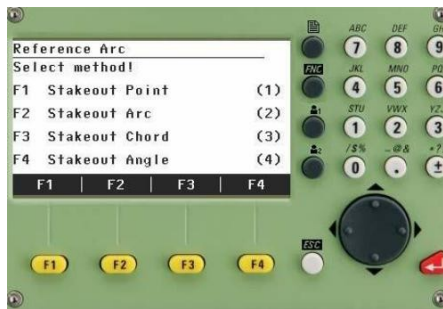 Reference Arc
Select method!
F1 Stakeout Point (1)
F2 Stakeout Arc (2)
F3 Stakeout Chord (3)
F4 Stakeout Angle (4)
F1 F2 F3 F4
F1 F2 F3 F4
ABC DEF
7 8 9
FNC JKL MNO
4 5 6
STU VWX
1 2 3
/$% _@&
0 . ±
ESC